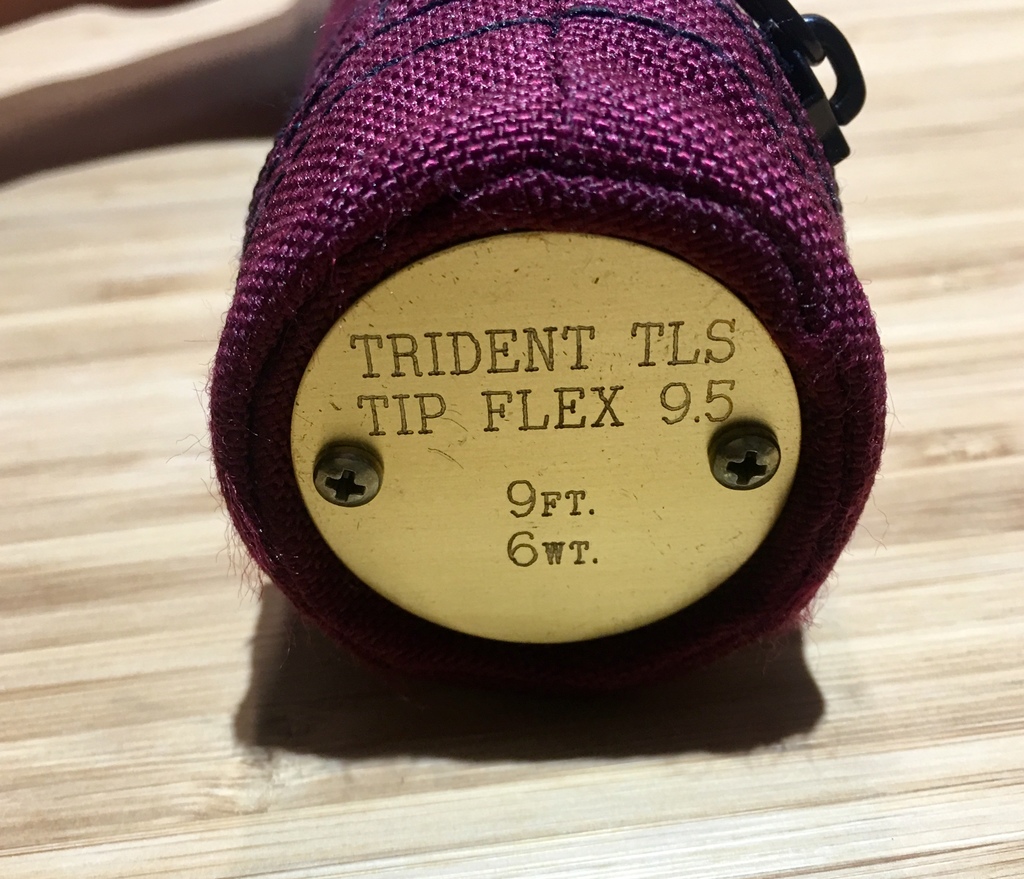 TRIDENT TLS
TIP FLEX 9.5
9FT.
6WT.